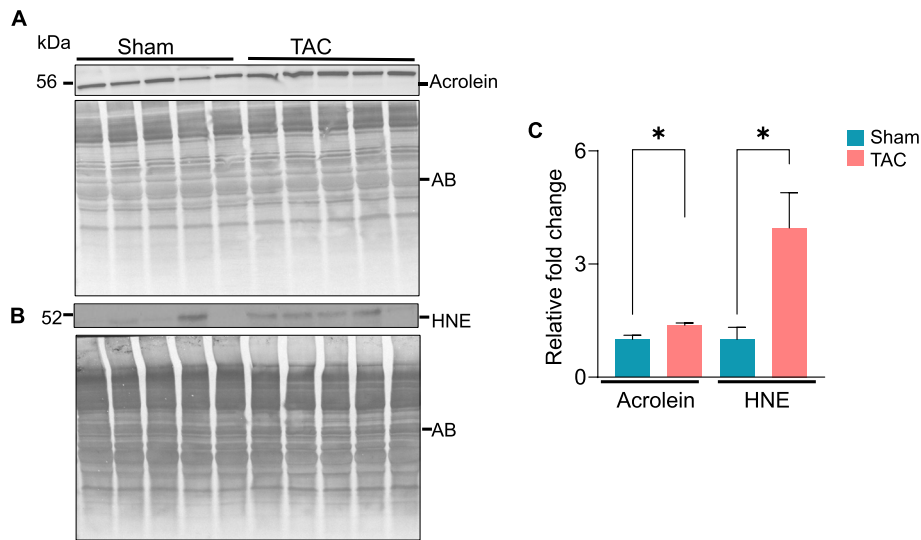 A
kDa
Sham
TAC
56
Acrolein
AB
B
52
HNE
AB
C
*
*
Sham
TAC
Relative fold change
6
3
0
Acrolein
HNE